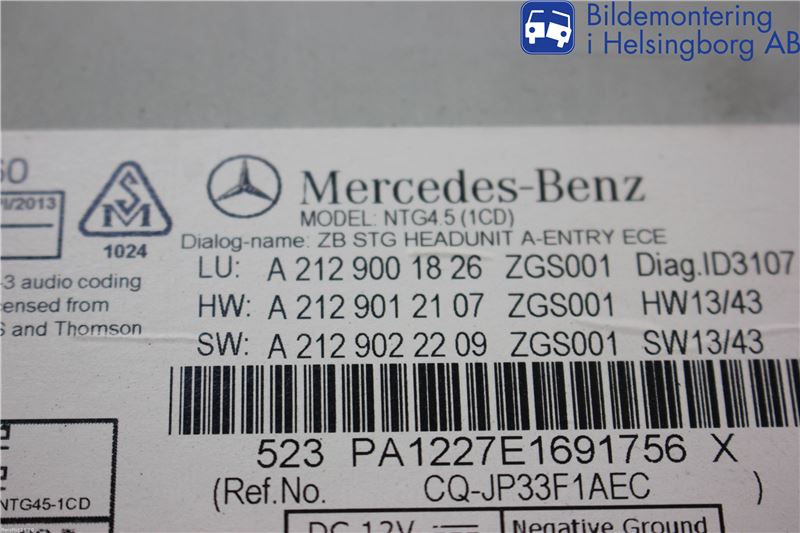 Bildemontering
i Helsingborg AB
/2013
SM
1024
Mercedes-Benz
MODEL: NTG4.5 (1CD)
Dialog-name: ZB STG HEADUNIT A-ENTRY ECE
LU: A 212 900 18 26 ZGS001 Diag.ID3107
-3 audio coding
censed from
S and Thomson
HW: A 212 901 21 07 ZGS001 HW13/43
SW: A 212 902 22 09 ZGS001 SW13/43
523 PA1227E1691756 X
(Ref.No. CQ-JP33F1AEC )
NTG45-1CD
DC 12V
Negative Ground